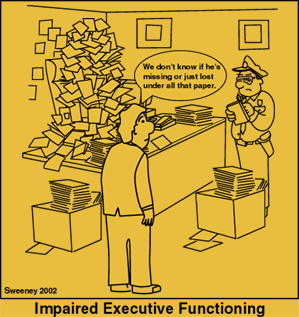 We don't know if he's
missing or just lost
under all that paper.
Sweeney 2002
Impaired Executive Functioning